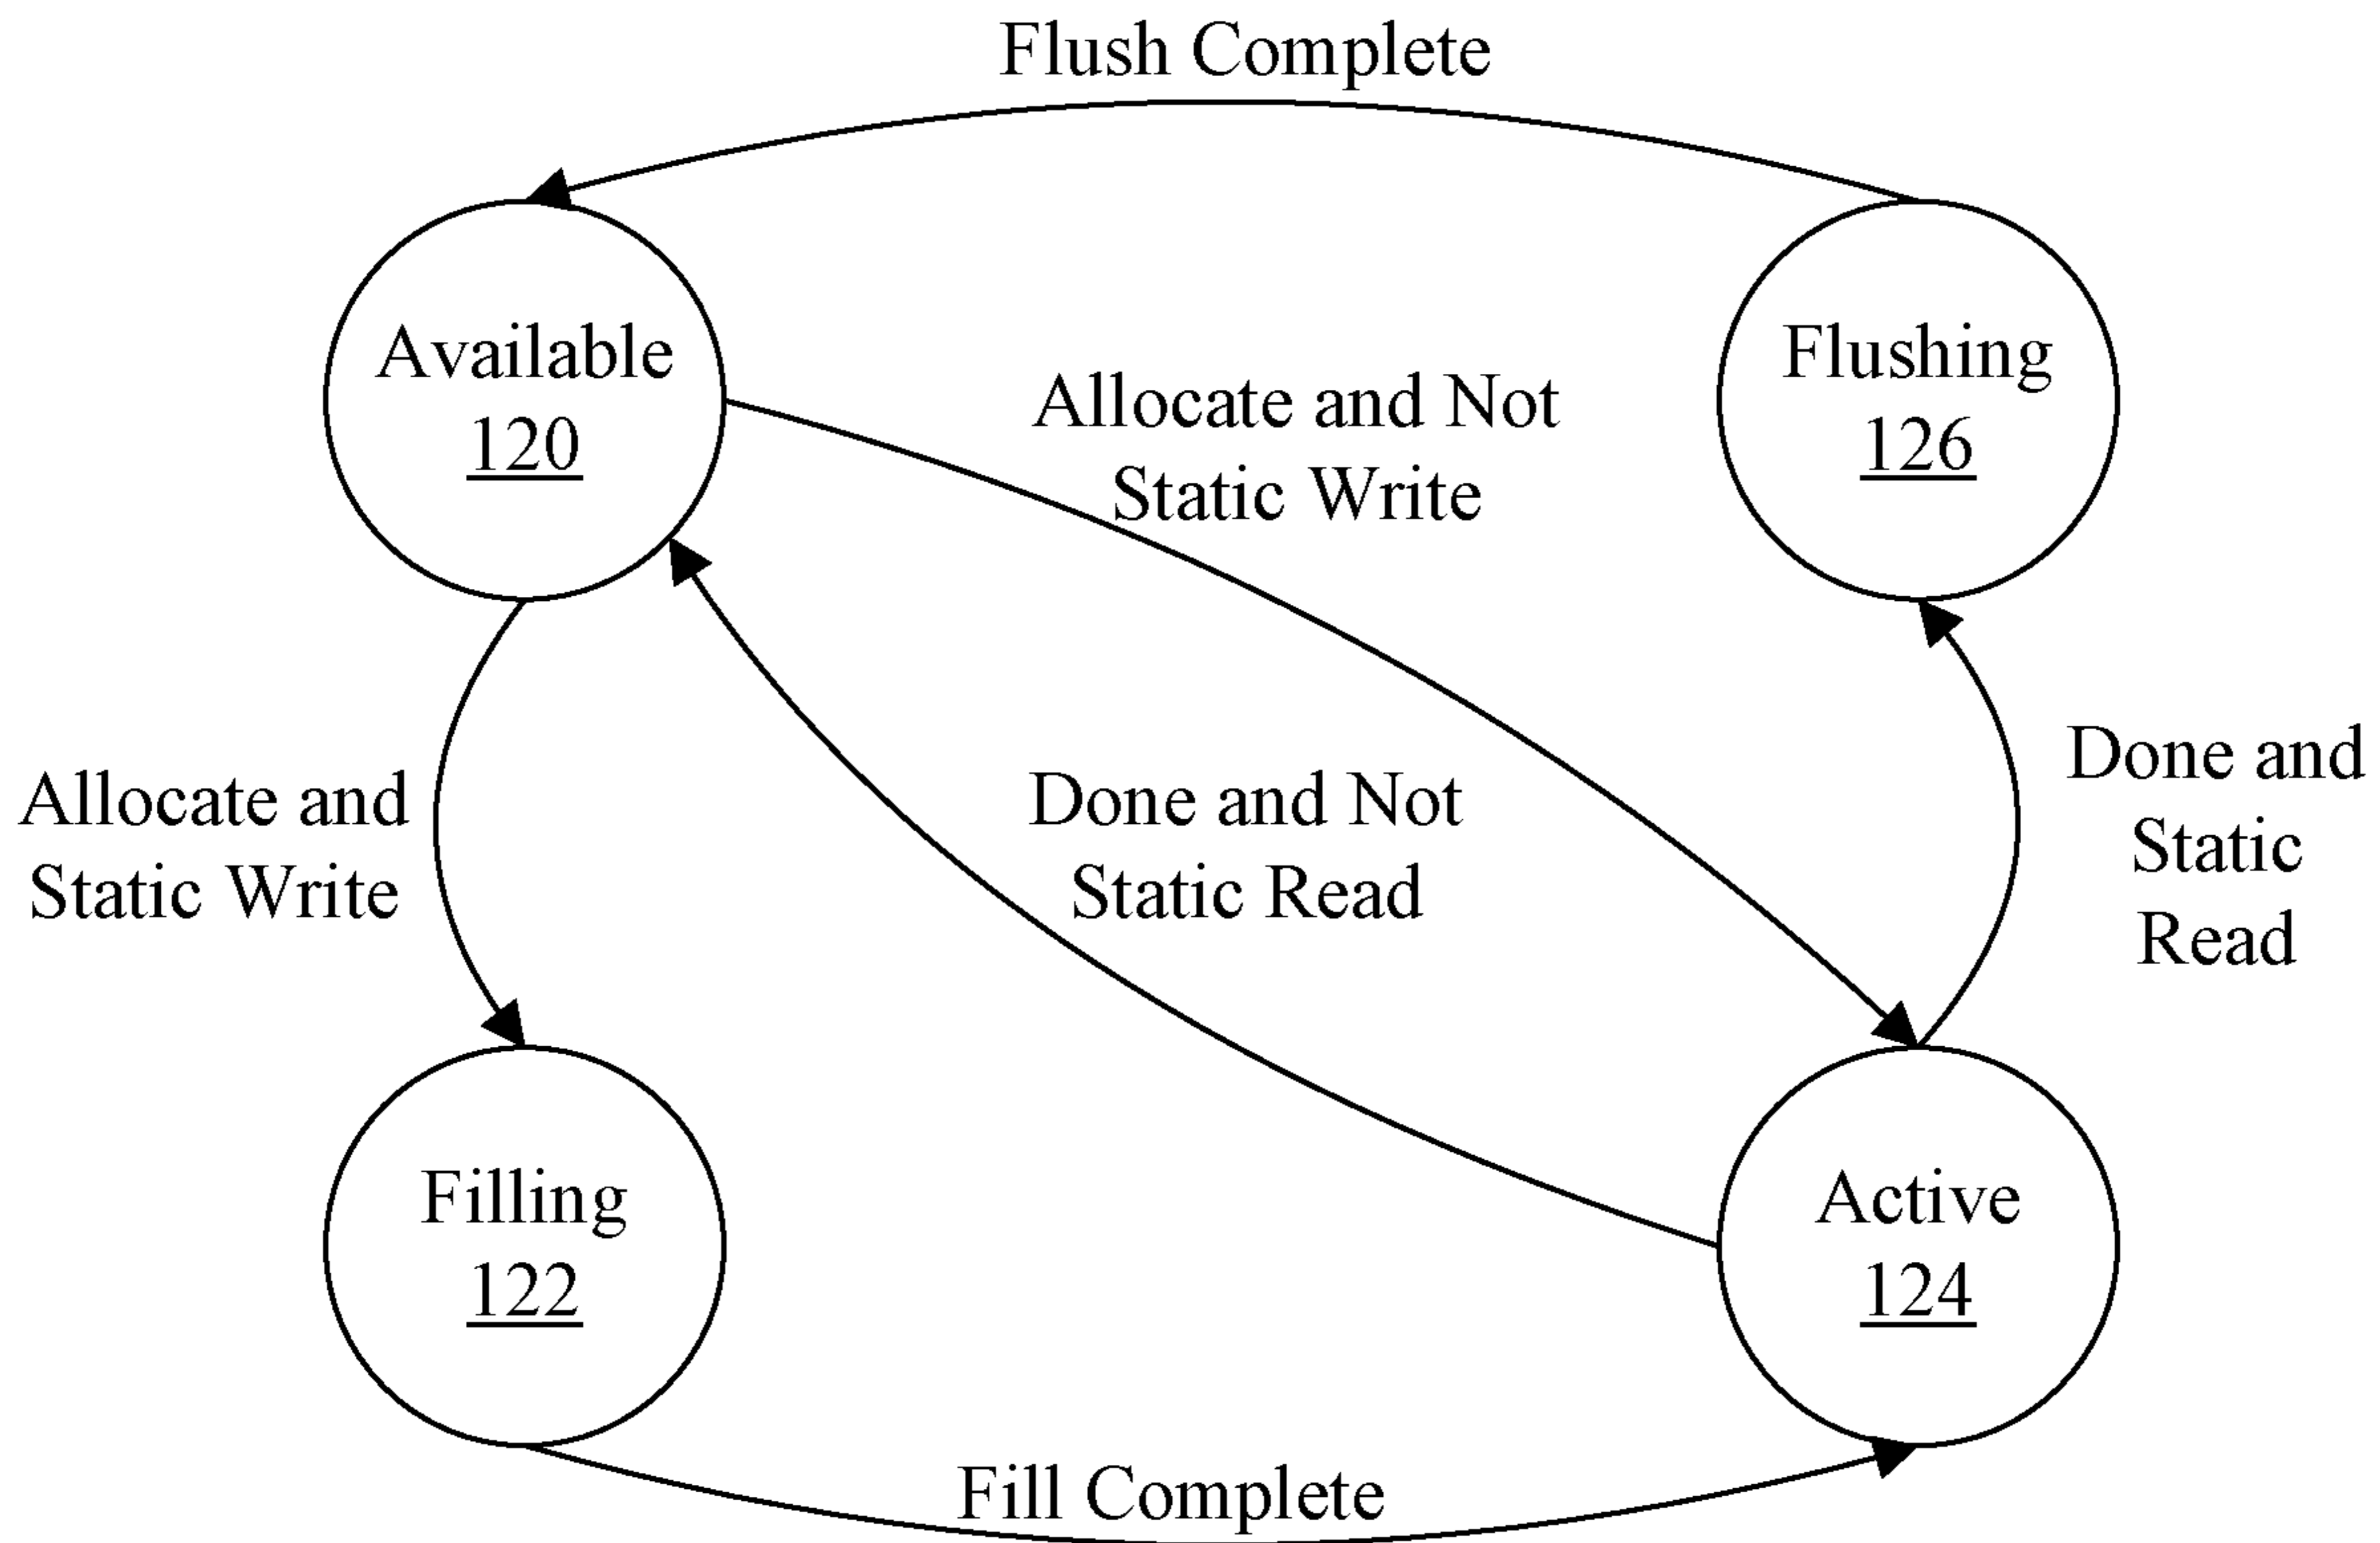 Flush Complete
Available
120
Flushing
126
Allocate and Not
Static Write
Allocate and
Static Write
Done and Not
Static Read
Done and
Static
Read
Filling
122
Active
124
Fill Complete